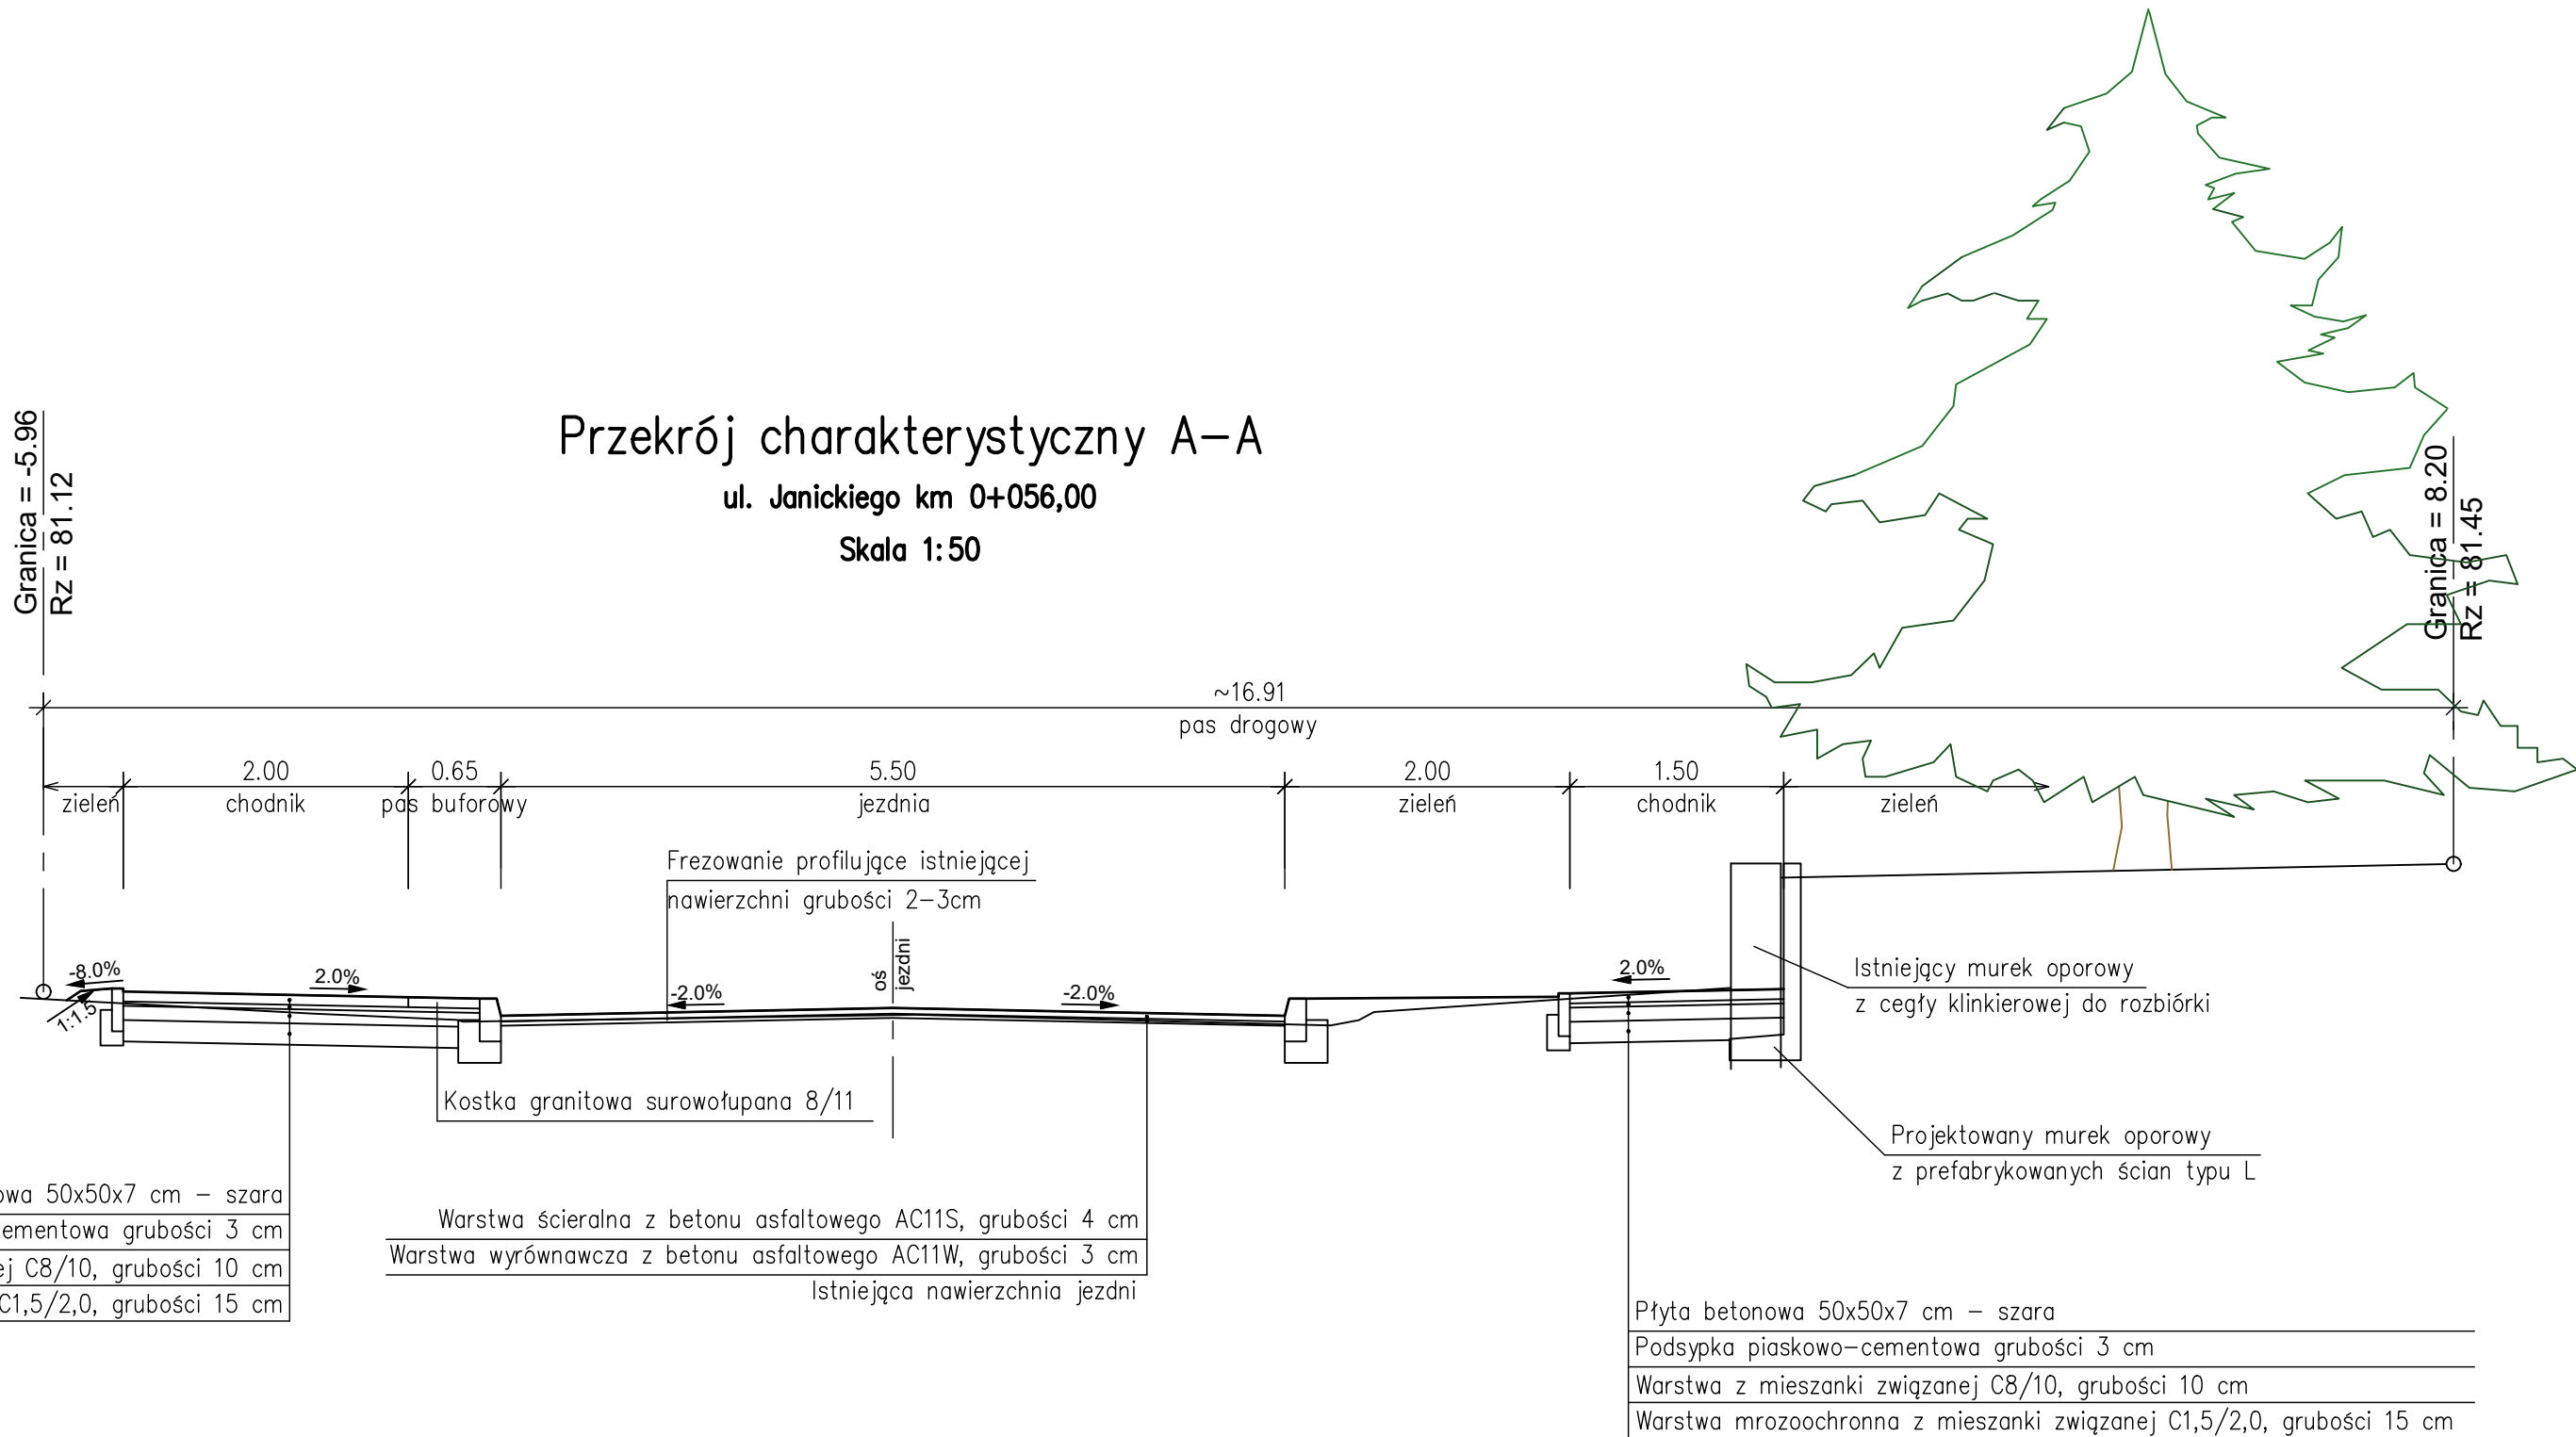 Przekrój charakterystyczny A-A
ul. Janickiego km 0+056,00
Skala 1:50
Granica = -5.96
Rz = 81.12
Granica = 8.20
Rz = 81.45
~16.91
pas drogowy
2.00
0.65
5.50
2.00
1.50
zieleń
chodnik
pas buforowy
jezdnia
zieleń
chodnik
zieleń
Frezowanie profilujące istniejącej
nawierzchni grubości 2-3cm
oś
jezdni
-8.0%
1:1.5
2.0%
-2.0%
-2.0%
2.0%
Istniejący murek oporowy
z cegły klinkierowej do rozbiórki
Kostka granitowa surowołupana 8/11
Projektowany murek oporowy
z prefabrykowanych ścian typu L
owa 50x50x7 cm - szara
ementowa grubości 3 cm
ej C8/10, grubości 10 cm
C1,5/2,0, grubości 15 cm
Warstwa ścieralna z betonu asfaltowego AC11S, grubości 4 cm
Warstwa wyrównawcza z betonu asfaltowego AC11W, grubości 3 cm
Istniejąca nawierzchnia jezdni
Płyta betonowa 50x50x7 cm - szara
Podsypka piaskowo-cementowa grubości 3 cm
Warstwa z mieszanki związanej C8/10, grubości 10 cm
Warstwa mrozoochronna z mieszanki związanej C1,5/2,0, grubości 15 cm